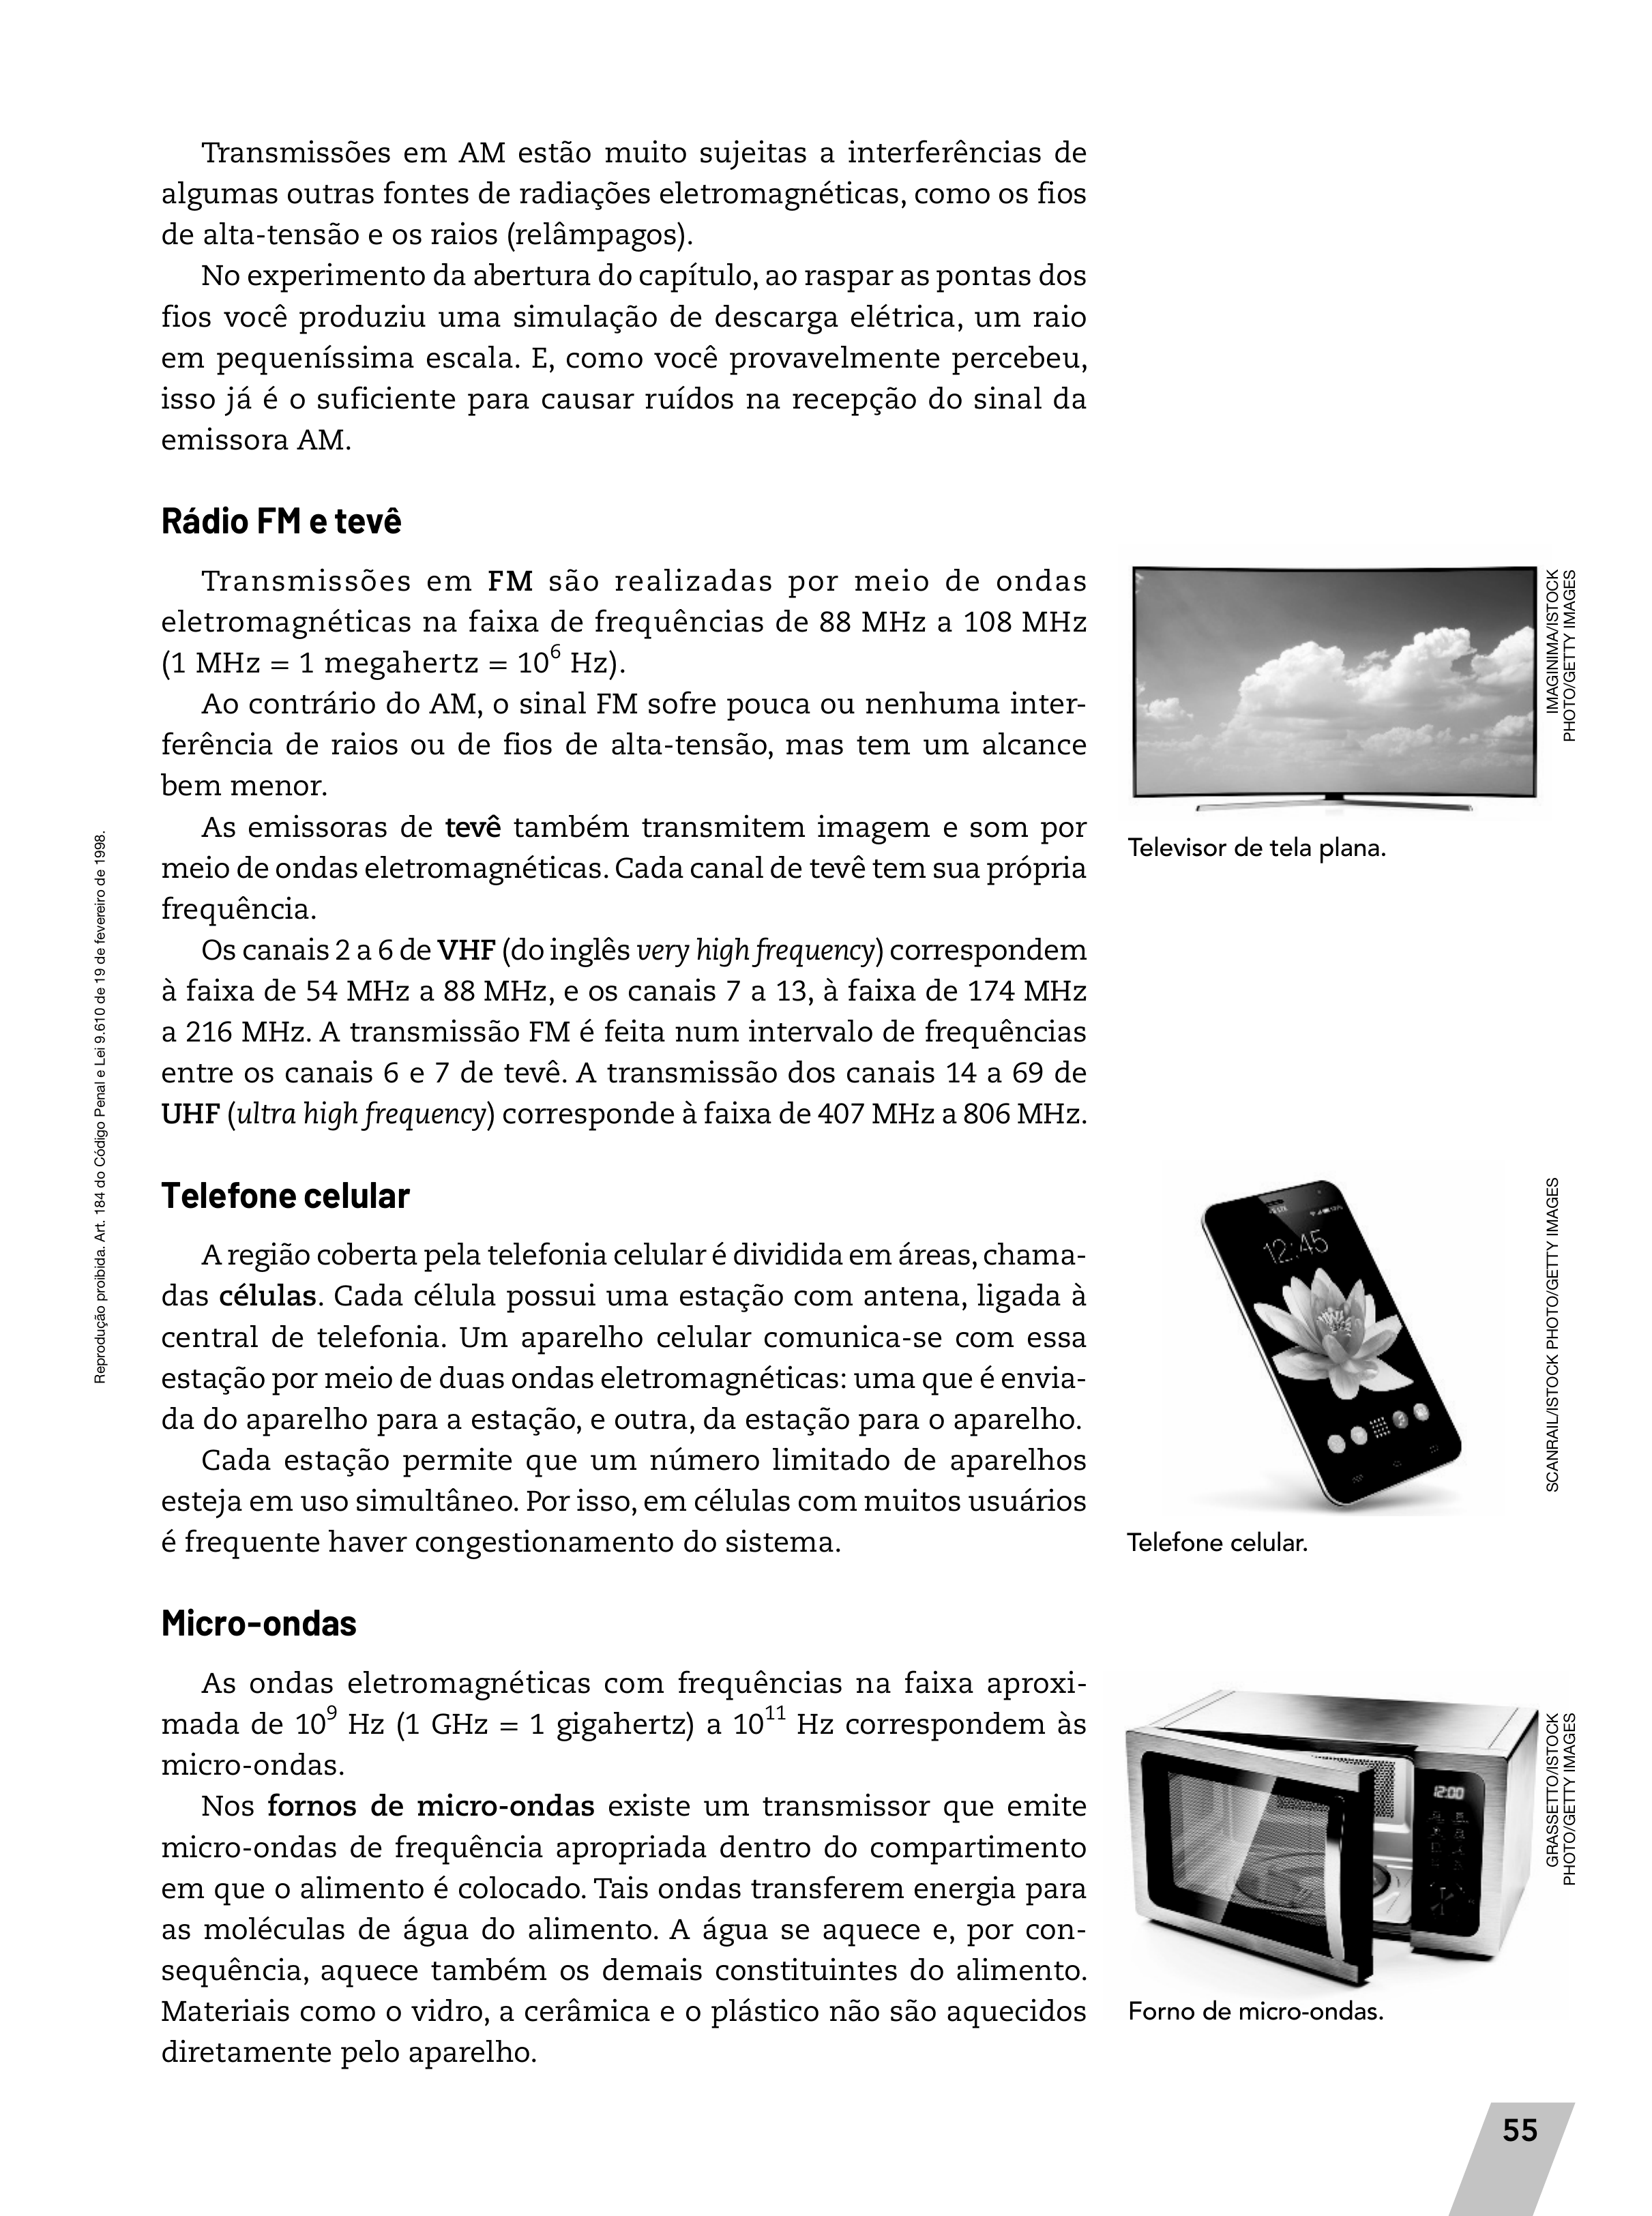 Transmissões em AM estão muito sujeitas a interferências de
algumas outras fontes de radiações eletromagnéticas, como os fios
de alta-tensão e os raios (relâmpagos).
No experimento da abertura do capítulo, ao raspar as pontas dos
fios você produziu uma simulação de descarga elétrica, um raio
em pequeníssima escala. E, como você provavelmente percebeu,
isso já é o suficiente para causar ruídos na recepção do sinal da
emissora AM.
Rádio FM e tevê
Transmissões em FM são realizadas por meio de ondas
eletromagnéticas na faixa de frequências de 88 MHz a 108 MHz
(1 MHz = 1 megahertz = 10⁶ Hz).
Ao contrário do AM, o sinal FM sofre pouca ou nenhuma inter-
ferência de raios ou de fios de alta-tensão, mas tem um alcance
bem menor.
As emissoras de tevê também transmitem imagem e som por
meio de ondas eletromagnéticas. Cada canal de tevê tem sua própria
frequência.
Os canais 2 a 6 de VHF (do inglês very high frequency) correspondem
à faixa de 54 MHz a 88 MHz, e os canais 7 a 13, à faixa de 174 MHz
a 216 MHz. A transmissão FM é feita num intervalo de frequências
entre os canais 6 e 7 de tevê. A transmissão dos canais 14 a 69 de
UHF (ultra high frequency) corresponde à faixa de 407 MHz a 806 MHz.
IMAGINIMA/ISTOCK
PHOTO/GETTY IMAGES
Televisor de tela plana.
Telefone celular
A região coberta pela telefonia celular é dividida em áreas, chama-
das células. Cada célula possui uma estação com antena, ligada à
central de telefonia. Um aparelho celular comunica-se com essa
estação por meio de duas ondas eletromagnéticas: uma que é envia-
da do aparelho para a estação, e outra, da estação para o aparelho.
Cada estação permite que um número limitado de aparelhos
esteja em uso simultâneo. Por isso, em células com muitos usuários
é frequente haver congestionamento do sistema.
12:45
SCANRAIL/ISTOCK PHOTO/GETTY IMAGES
Telefone celular.
Micro-ondas
As ondas eletromagnéticas com frequências na faixa aproxi-
mada de 10⁹ Hz (1 GHz = 1 gigahertz) a 10¹¹ Hz correspondem às
micro-ondas.
Nos fornos de micro-ondas existe um transmissor que emite
micro-ondas de frequência apropriada dentro do compartimento
em que o alimento é colocado. Tais ondas transferem energia para
as moléculas de água do alimento. A água se aquece e, por con-
sequência, aquece também os demais constituintes do alimento.
Materiais como o vidro, a cerâmica e o plástico não são aquecidos
diretamente pelo aparelho.
12:00
GRASSETTO/ISTOCK
PHOTO/GETTY IMAGES
Forno de micro-ondas.
Reprodução proibida. Art. 184 do Código Penal e Lei 9.610 de 19 de fevereiro de 1998.
55